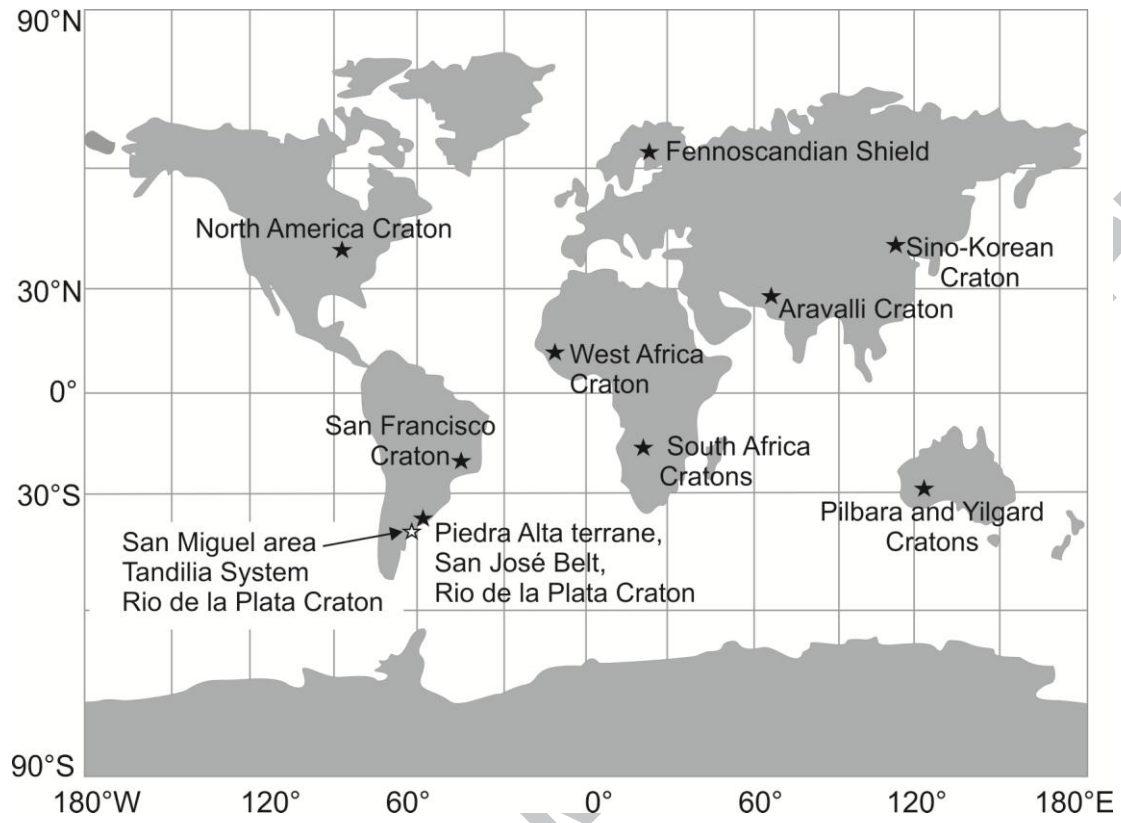 90°N
Fennoscandian Shield
North America Craton
Sino-Korean
Craton
30°N
Aravalli Craton
West Africa
Craton
0°
San Francisco
Craton
South Africa
Cratons
30°S
Pilbara and Yilgard
Cratons
San Miguel area
Tandilia System
Rio de la Plata Craton
Piedra Alta terrane,
San José Belt,
Rio de la Plata Craton
90°S
180°W 120° 60° 0° 60° 120° 180°E